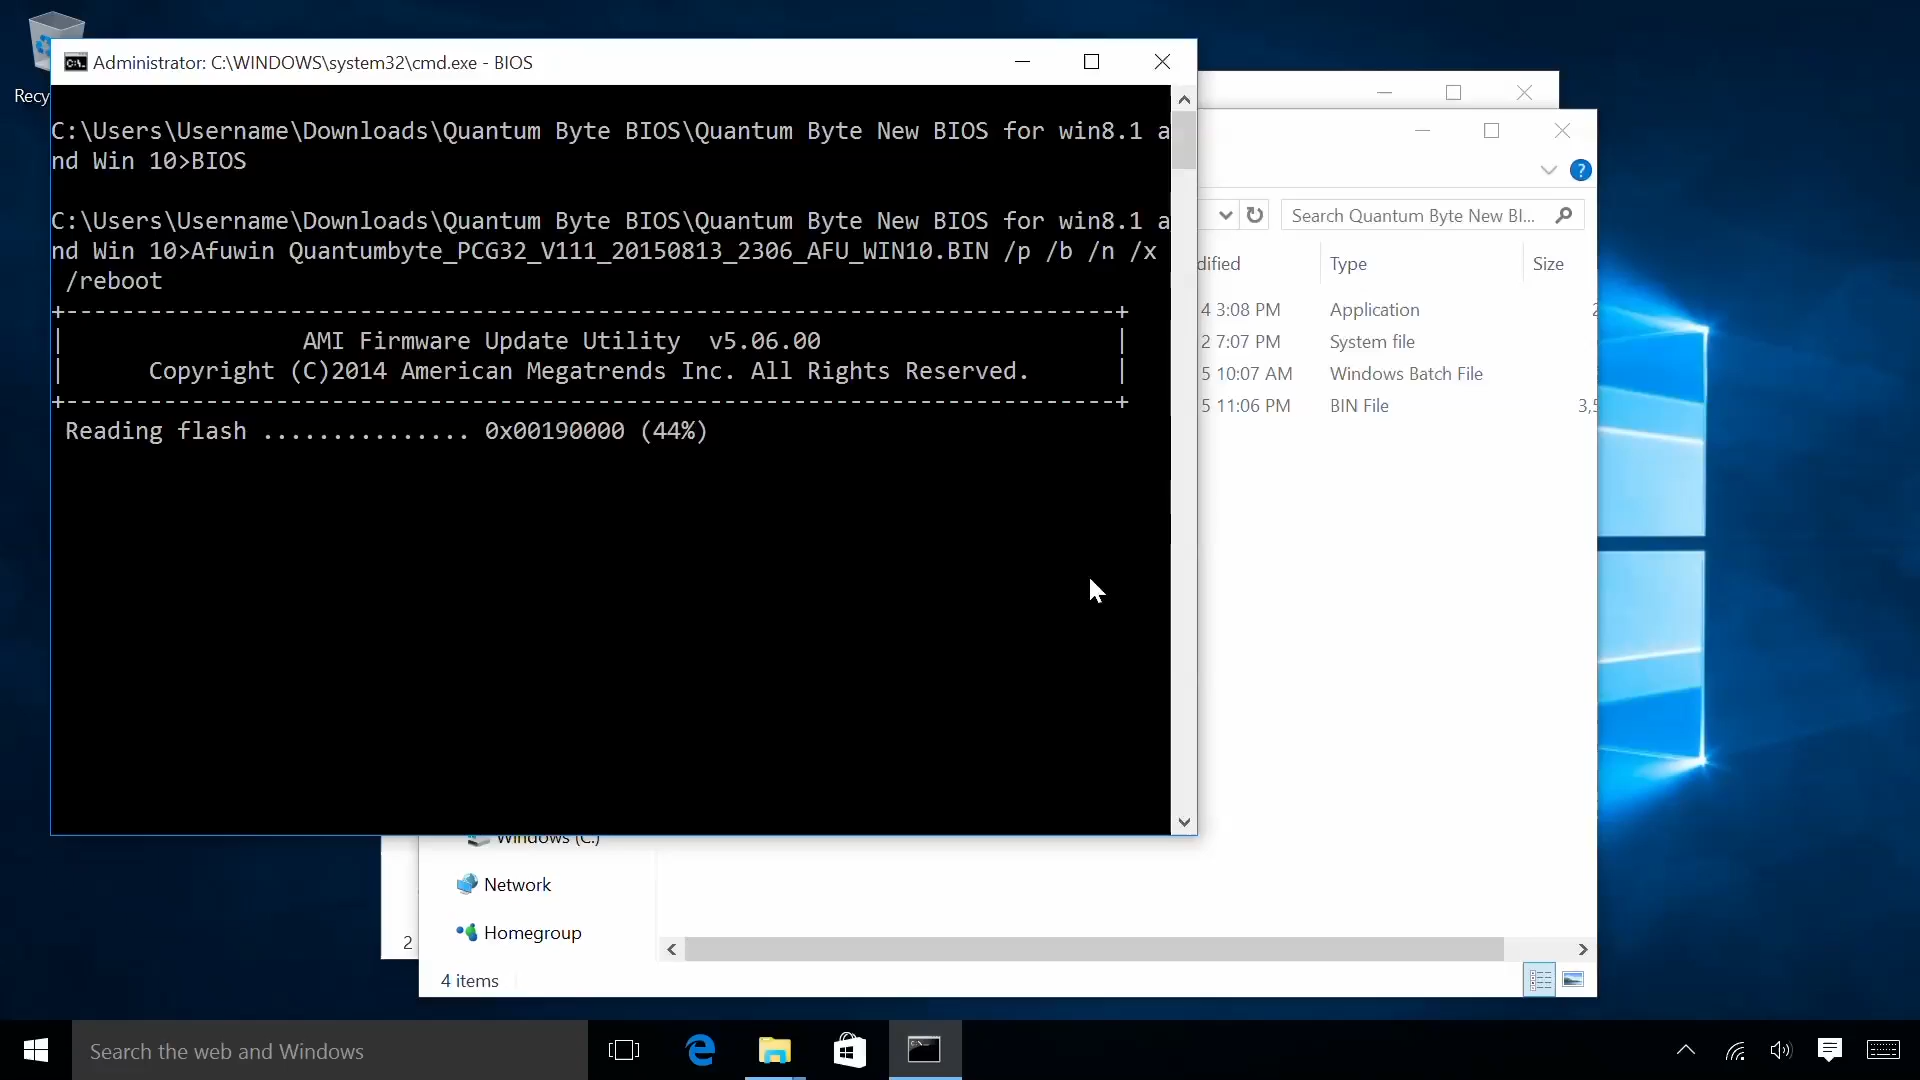 Recy
Administrator: C:\WINDOWS\system32\cmd.exe - BIOS
C:\Users\Username\Downloads\Quantum Byte BIOS\Quantum Byte New BIOS for win8.1 a
nd Win 10>BIOS
C:\Users\Username\Downloads\Quantum Byte BIOS\Quantum Byte New BIOS for win8.1 a
nd Win 10>Afuwin Quantumbyte_PCG32_V111_20150813_2306_AFU_WIN10.BIN /p /b /n /x
/reboot
+---------------------------------------------------------------------------+
| AMI Firmware Update Utility v5.06.00 |
| Copyright (C)2014 American Megatrends Inc. All Rights Reserved. |
+---------------------------------------------------------------------------+
Reading flash ............... 0x00190000 (44%)
?
Search Quantum Byte New BI...
dified Type Size
4 3:08 PM Application 2
2 7:07 PM System file
5 10:07 AM Windows Batch File
5 11:06 PM BIN File 3,5
Windows (C:)
Network
Homegroup
2
4 items
Search the web and Windows